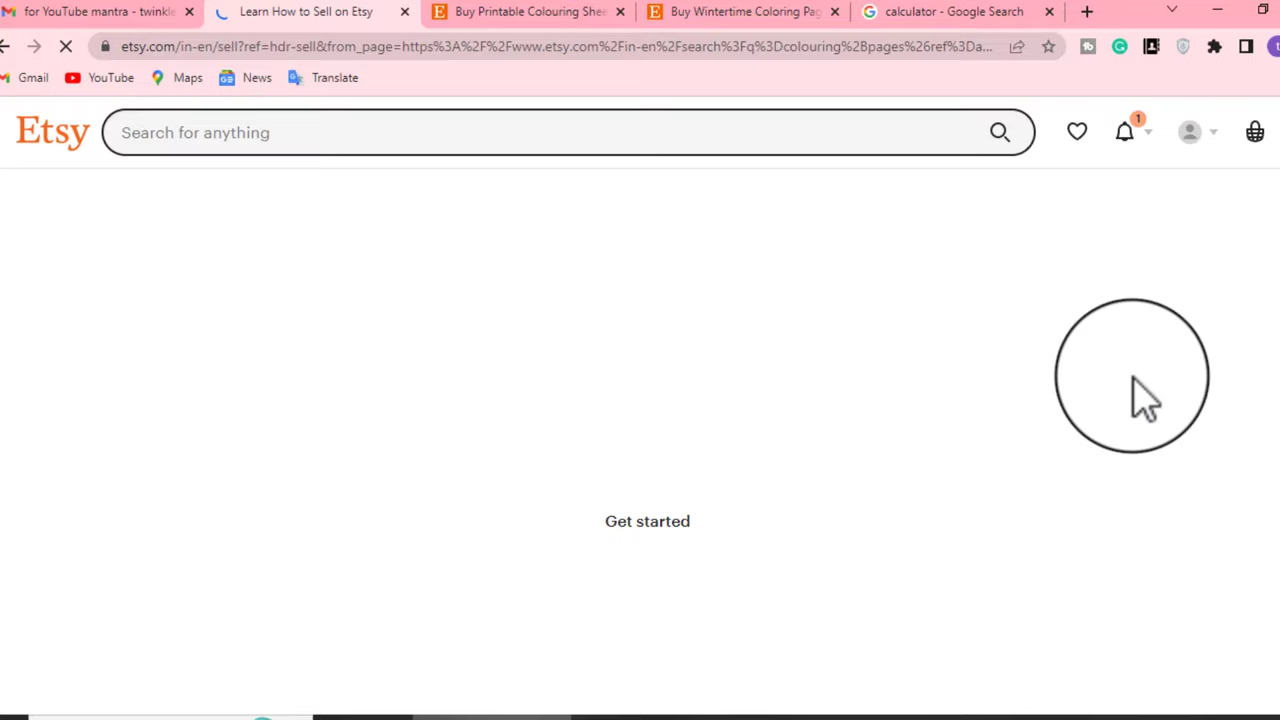 for YouTube mantra - twinkle
Learn How to Sell on Etsy
Buy Printable Colouring Shee
Buy Wintertime Coloring Pag
calculator - Google Search
etsy.com/in-en/sell?ref=hdr-sell&from_page=https%3A%2F%2Fwww.etsy.com%2Fin-en%2Fsearch%3Fq%3Dcolouring%2Bpages%26ref%3Da...
Gmail
YouTube
Maps
News
Translate
Etsy
Search for anything
1
Get started